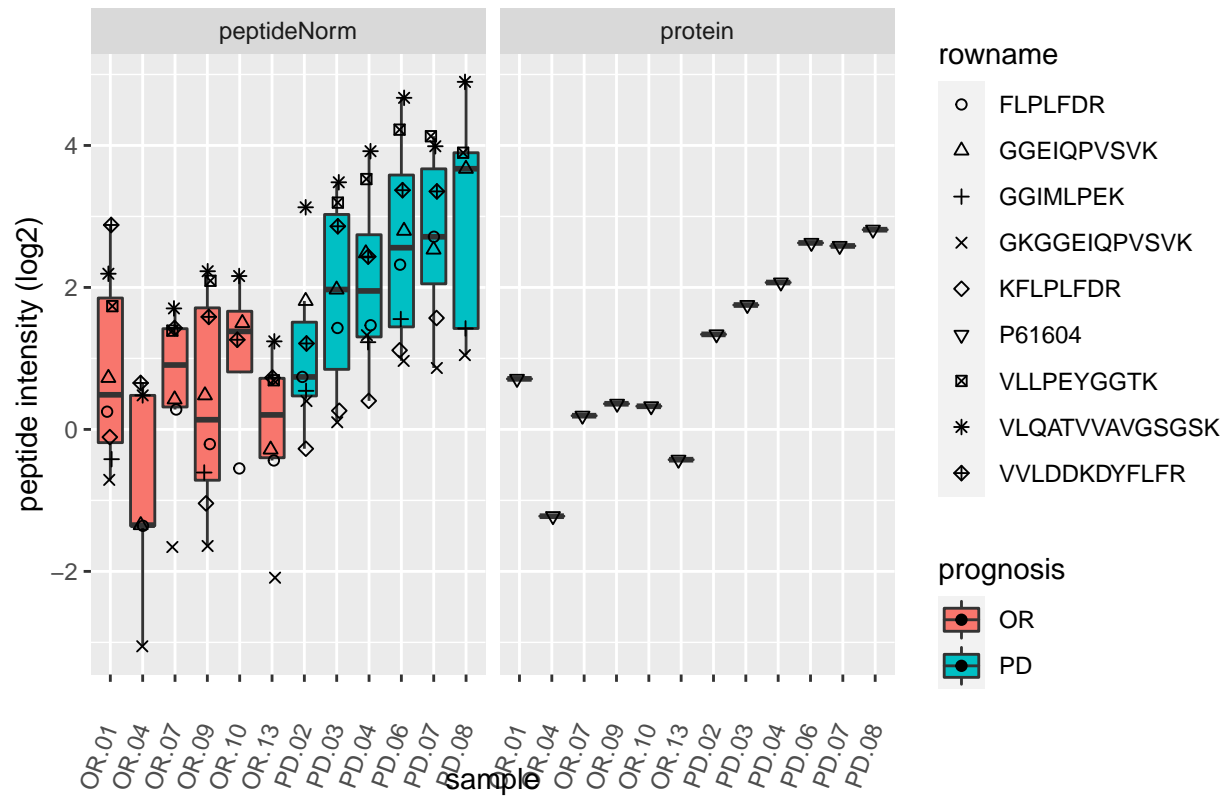 peptideNorm
protein
peptide intensity (log2)
4
2
0
−2
OR.01
OR.04
OR.07
OR.09
OR.10
OR.13
PD.02
PD.03
PD.04
PD.06
PD.07
PD.08
OR.01
OR.04
OR.07
OR.09
OR.10
OR.13
PD.02
PD.03
PD.04
PD.06
PD.07
PD.08
sample
rowname
FLPLFDR
GGEIQPVSVK
GGIMLPEK
GKGGEIQPVSVK
KFLPLFDR
P61604
VLLPEYGGTK
VLQATVVAVGSGSK
VVLDDKDYFLFR
prognosis
OR
PD